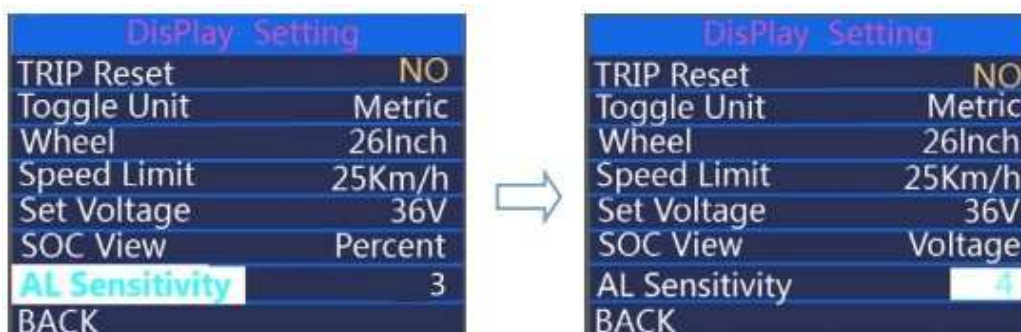 DisPlay Setting
TRIP Reset NO
Toggle Unit Metric
Wheel 26Inch
Speed Limit 25Km/h
Set Voltage 36V
SOC View Percent
AL Sensitivity 3
BACK
DisPlay Setting
TRIP Reset NO
Toggle Unit Metric
Wheel 26Inch
Speed Limit 25Km/h
Set Voltage 36V
SOC View Voltage
AL Sensitivity 4
BACK